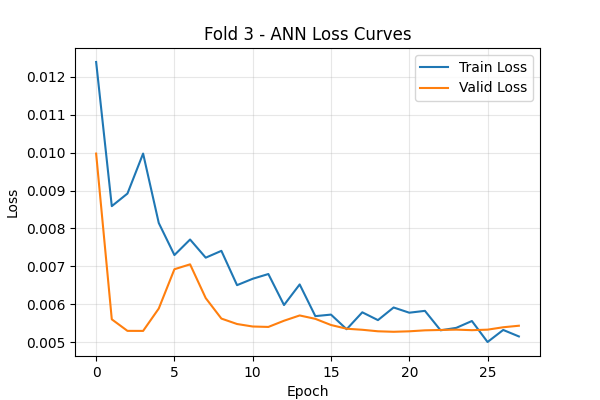 Fold 3 - ANN Loss Curves
Train Loss
Valid Loss
Loss
0.012
0.011
0.010
0.009
0.008
0.007
0.006
0.005
0 5 10 15 20 25
Epoch